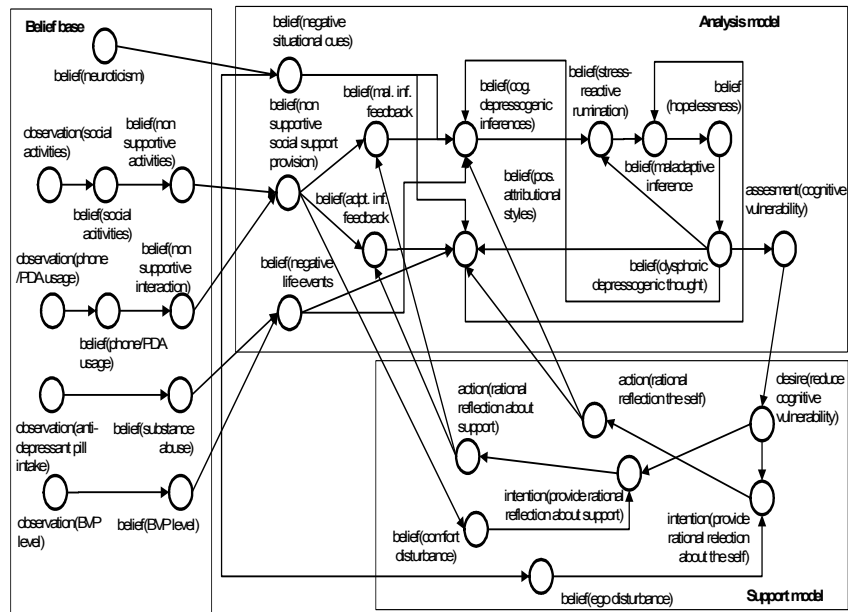 Belief base
belief(neuroticism)
observation(social
activities)
belief(non
supportive
activities)
belief(social
acitivities)
observation(phone
/PDA usage)
belief(non
supportive
interaction)
belief(phone/PDA
usage)
observation(anti-
depressant pill
intake)
belief(substance
abuse)
observation(BVP
level)
belief(BVP level)
Analysis model
belief(negative
situational cues)
belief(non
supportive
social support
provision)
belief(mal. inf.
feedback
belief(adpt. inf.
feedback
belief(negative
life events
belief(cog.
depressogenic
inferences)
belief(pos.
attributional
styles)
belief(stress-
reactive
rumination)
belief
(hopelessness)
belief(maladaptive
inference
belief(dysphoric
depressogenic thought)
assesment(cognitive
vulnerability)
action(rational
reflection about
support)
action(rational
reflection the self)
desire(reduce
cognitive
vulnerability)
intention(provide rational
reflection about support)
intention(provide
rational relection
about the self)
belief(comfort
disturbance)
belief(ego disturbance)
Support model